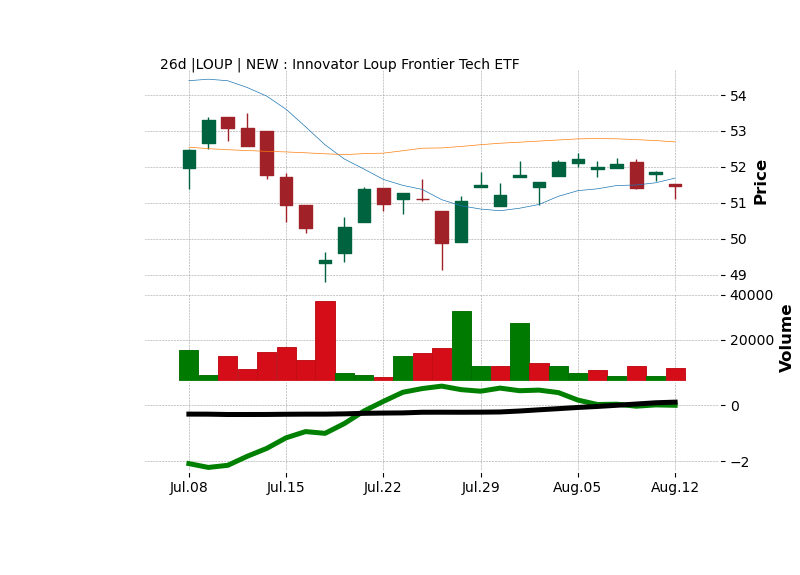 26d |LOUP | NEW : Innovator Loup Frontier Tech ETF
54
53
52
51
50
49
Price
40000
20000
Volume
0
−2
Jul.08 Jul.15 Jul.22 Jul.29 Aug.05 Aug.12